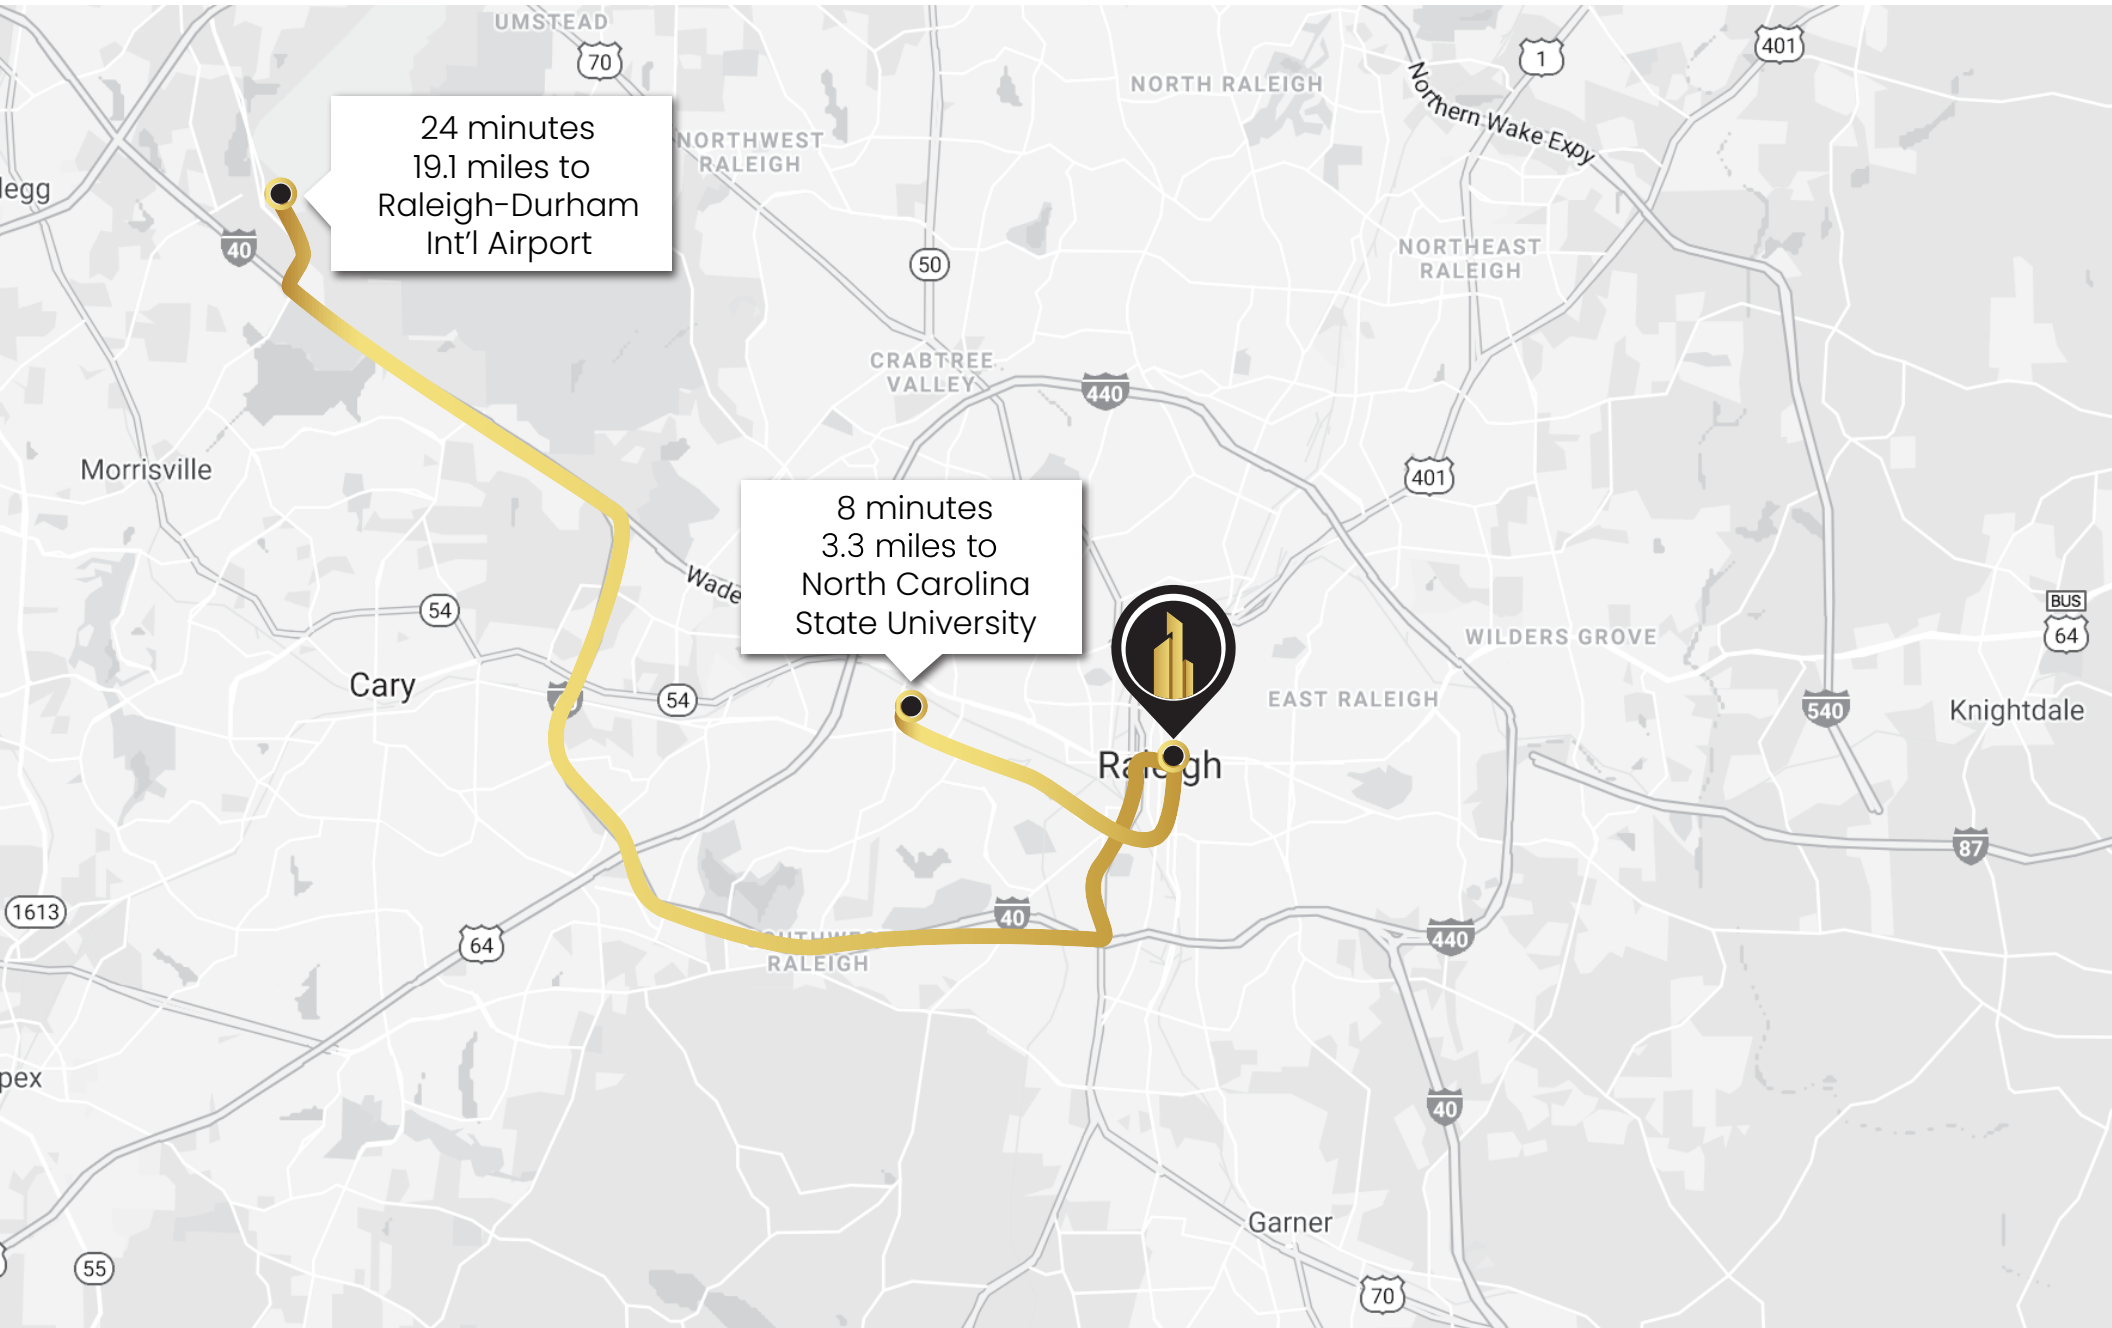 UMSTEAD
70
1
401
NORTH RALEIGH
Northern Wake Expy
24 minutes
19.1 miles to
Raleigh-Durham
Int'l Airport
NORTHWEST
RALEIGH
legg
40
50
NORTHEAST
RALEIGH
CRABTREE
VALLEY
440
Morrisville
401
8 minutes
3.3 miles to
North Carolina
State University
Wade
54
BUS
64
WILDERS GROVE
Cary
54
EAST RALEIGH
540
Knightdale
Raleigh
87
1613
40
64
440
RALEIGH
pex
40
Garner
55
70